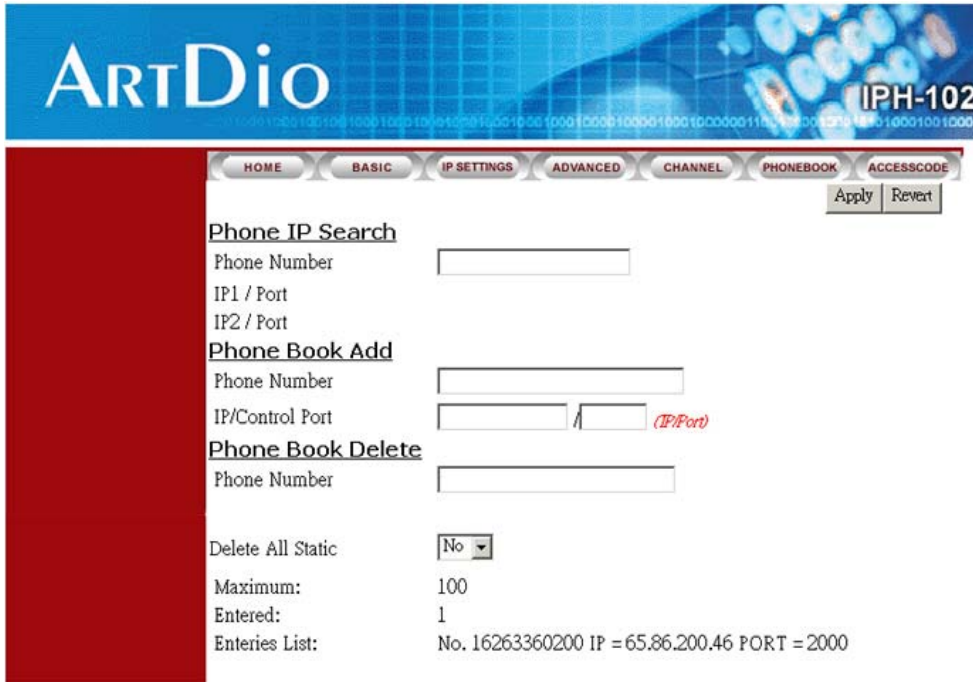 ARTDio
IPH-102
HOME BASIC IP SETTINGS ADVANCED CHANNEL PHONEBOOK ACCESSCODE
Apply Revert
Phone IP Search
Phone Number
IP1 / Port
IP2 / Port
Phone Book Add
Phone Number
IP/Control Port / (IP/Port)
Phone Book Delete
Phone Number
Delete All Static No
Maximum: 100
Entered: 1
Enteries List: No. 16263360200 IP = 65.86.200.46 PORT = 2000